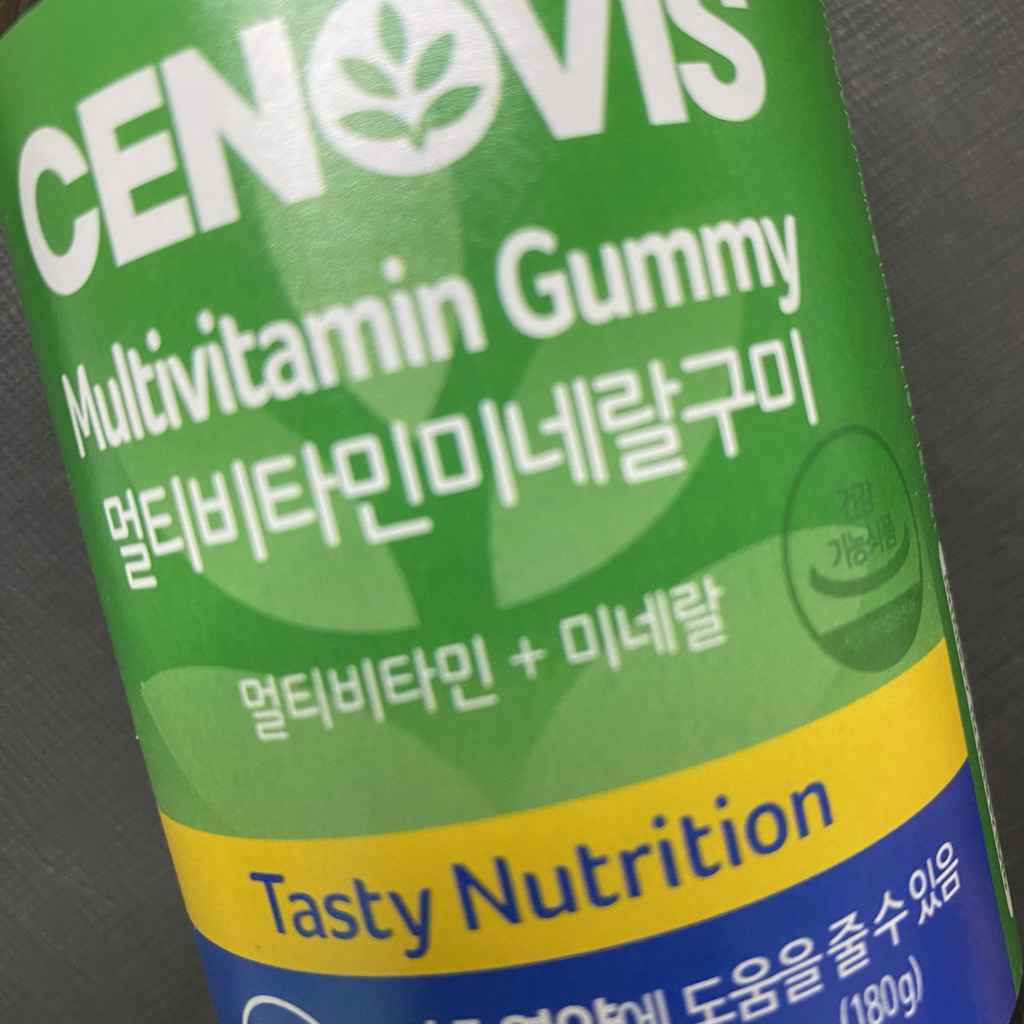 CENOVIS
Multivitamin Gummy
멀티비타민미네랄구미
건강
기능식품
멀티비타민 + 미네랄
Tasty Nutrition
도움을 줄 수 있음
(180g)